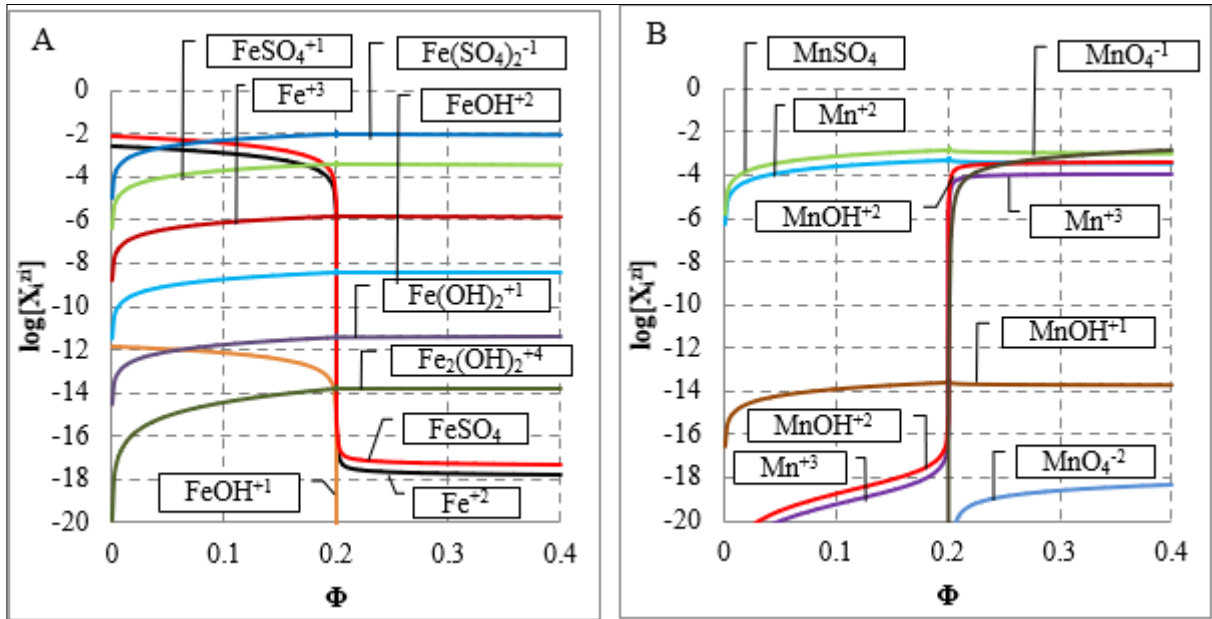 A
FeSO₄⁺¹
Fe(SO₄)₂⁻¹
Fe⁺³
FeOH⁺²
0
-2
-4
-6
-8
-10
-12
-14
-16
-18
-20
log[Xᵢᶻⁱ]
Fe(OH)₂⁺¹
Fe₂(OH)₂⁺⁴
FeSO₄
FeOH⁺¹
Fe⁺²
0 0.1 0.2 0.3 0.4
Φ
B
MnSO₄
MnO₄⁻¹
Mn⁺²
0
-2
-4
-6
-8
-10
-12
-14
-16
-18
-20
log[Xᵢᶻⁱ]
MnOH⁺²
Mn⁺³
MnOH⁺¹
MnOH⁺²
Mn⁺³
MnO₄⁻²
0 0.1 0.2 0.3 0.4
Φ